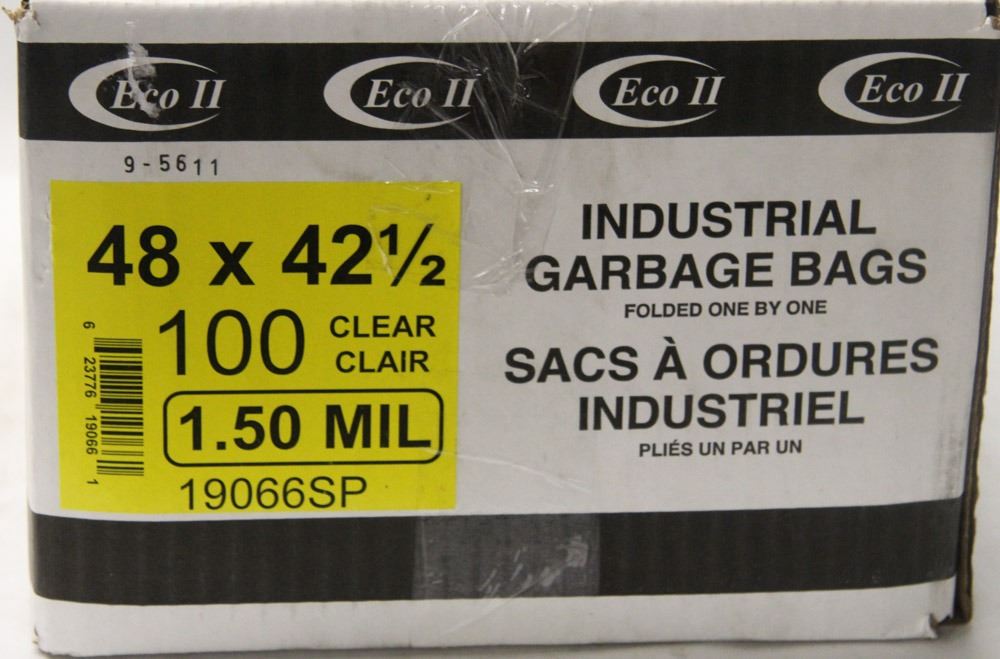 Eco II Eco II Eco II Eco II
9-5611
48 x 42½
100 CLEAR
CLAIR
1.50 MIL
19066SP
6 23776 19066 1
INDUSTRIAL
GARBAGE BAGS
FOLDED ONE BY ONE
SACS À ORDURES
INDUSTRIEL
PLIÉS UN PAR UN